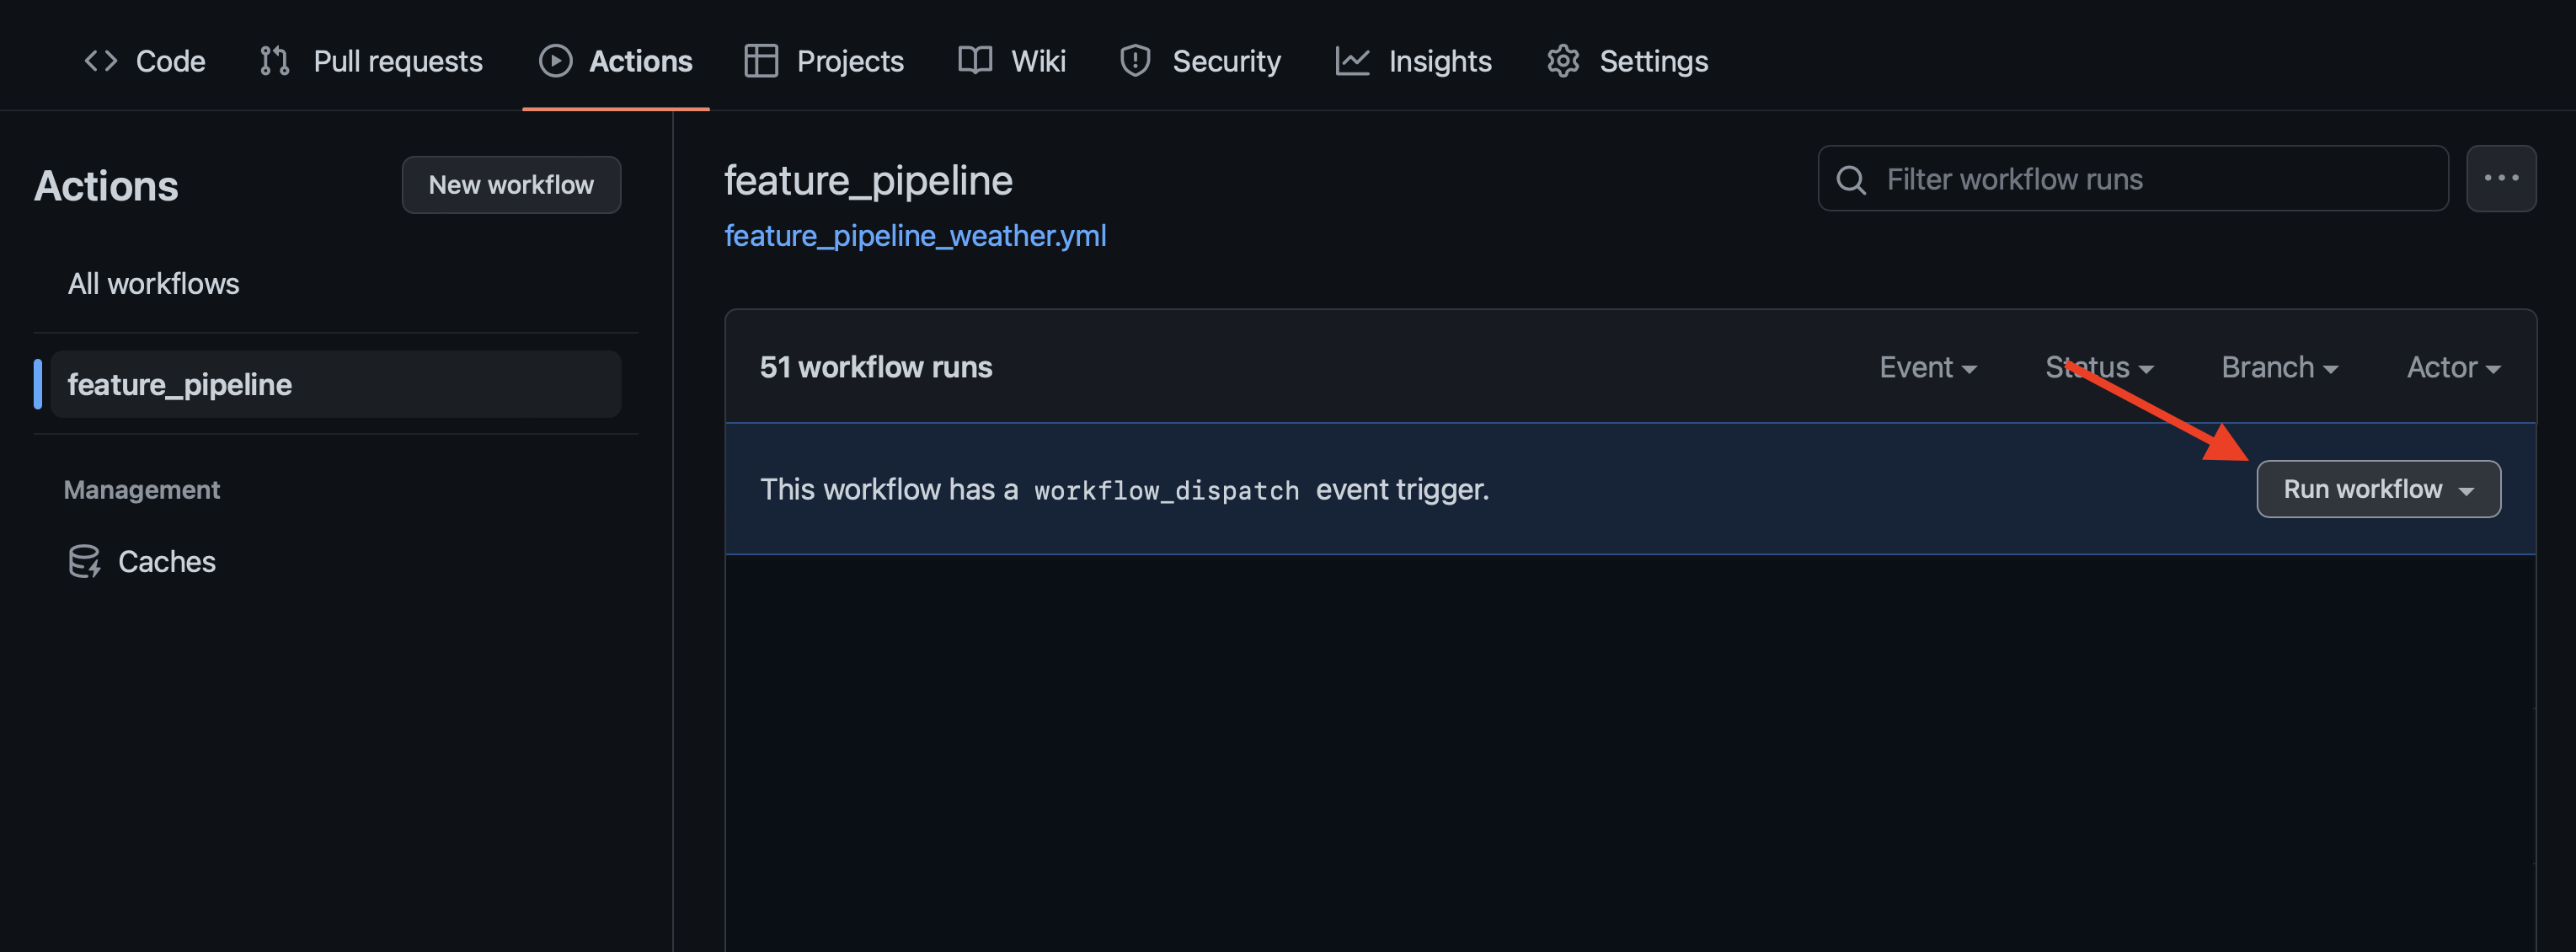 Code Pull requests Actions Projects Wiki Security Insights Settings
Actions
New workflow
All workflows
feature_pipeline
Management
Caches
feature_pipeline
feature_pipeline_weather.yml
Filter workflow runs
51 workflow runs
Event Status Branch Actor
This workflow has a workflow_dispatch event trigger.
Run workflow